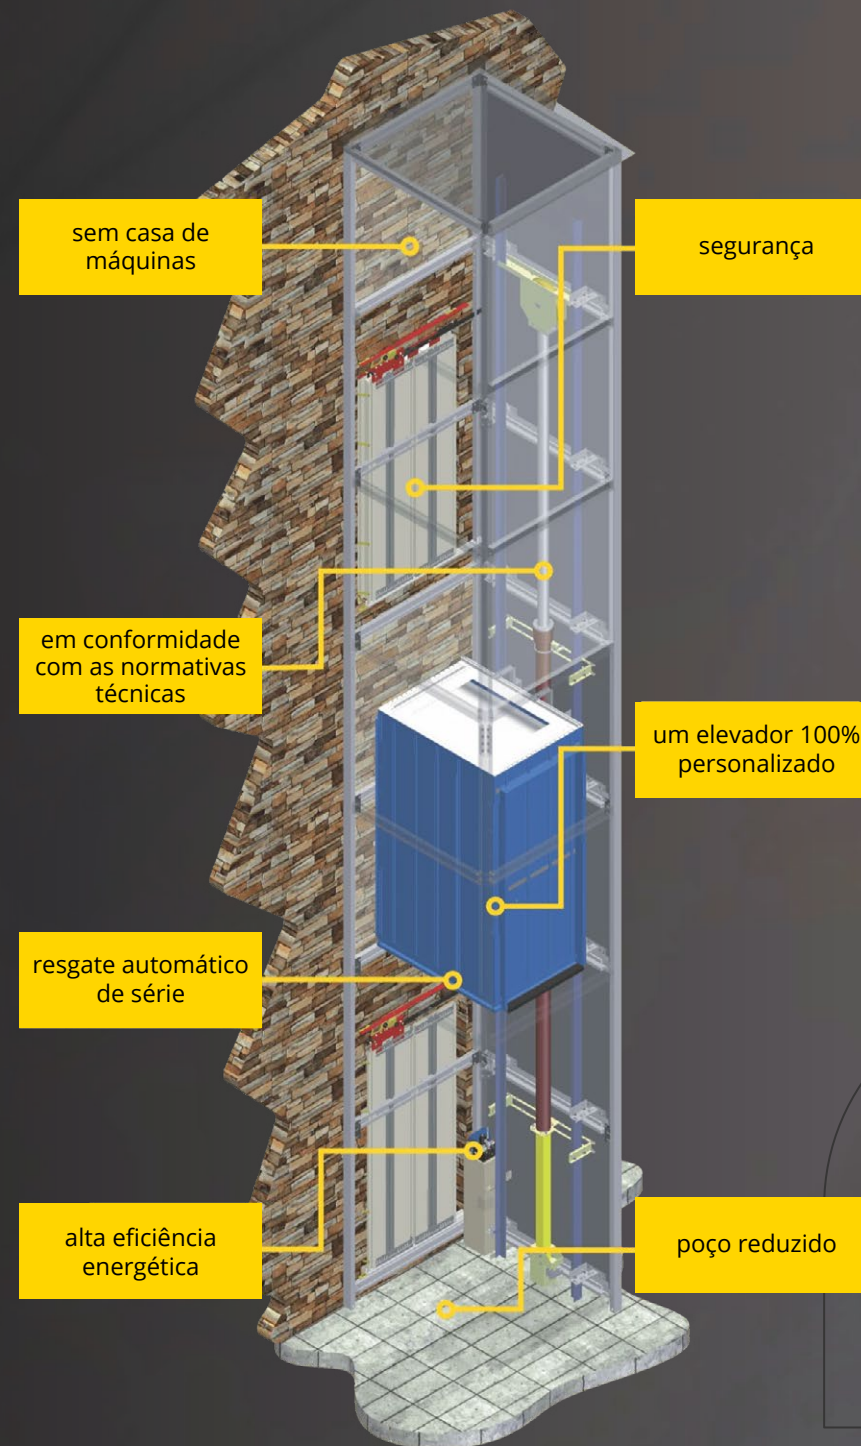 sem casa de
máquinas
segurança
em conformidade
com as normativas
técnicas
um elevador 100%
personalizado
resgate automático
de série
alta eficiência
energética
poço reduzido